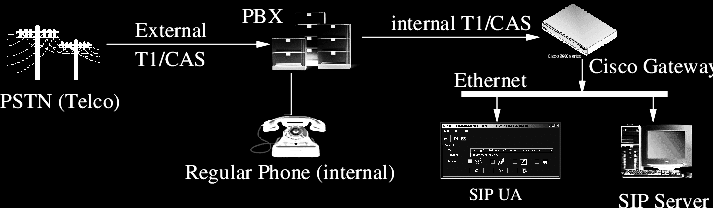 External
T1/CAS
PBX
internal T1/CAS
PSTN (Telco)
Cisco Gateway
Ethernet
Regular Phone (internal)
SIP UA
SIP Server